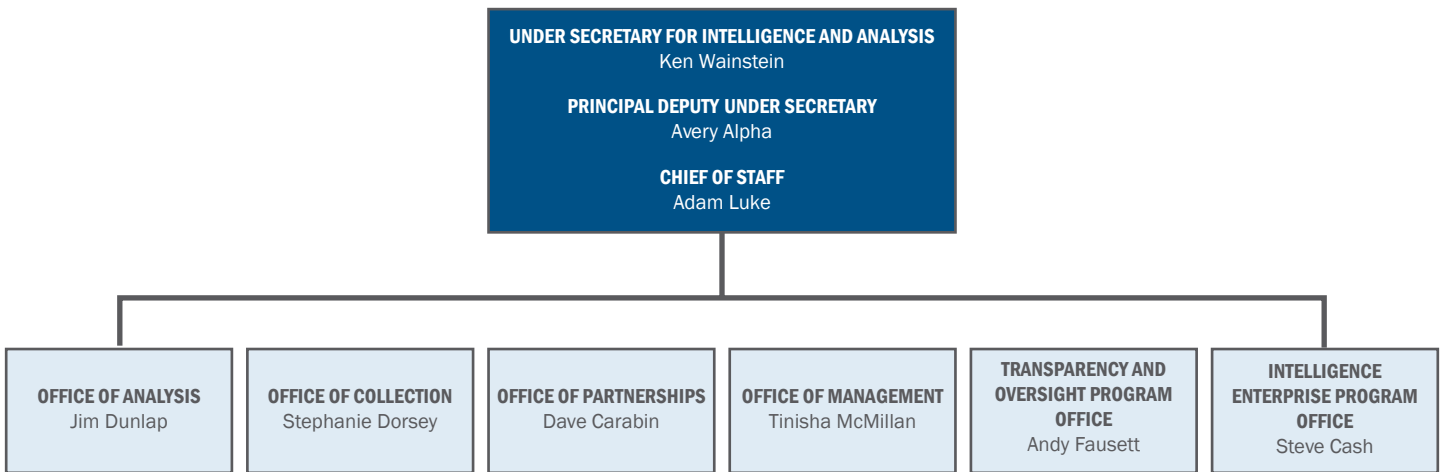 UNDER SECRETARY FOR INTELLIGENCE AND ANALYSIS
Ken Wainstein
PRINCIPAL DEPUTY UNDER SECRETARY
Avery Alpha
CHIEF OF STAFF
Adam Luke
OFFICE OF ANALYSIS
Jim Dunlap
OFFICE OF COLLECTION
Stephanie Dorsey
OFFICE OF PARTNERSHIPS
Dave Carabin
OFFICE OF MANAGEMENT
Tinisha McMillan
TRANSPARENCY AND
OVERSIGHT PROGRAM
OFFICE
Andy Fausett
INTELLIGENCE
ENTERPRISE PROGRAM
OFFICE
Steve Cash